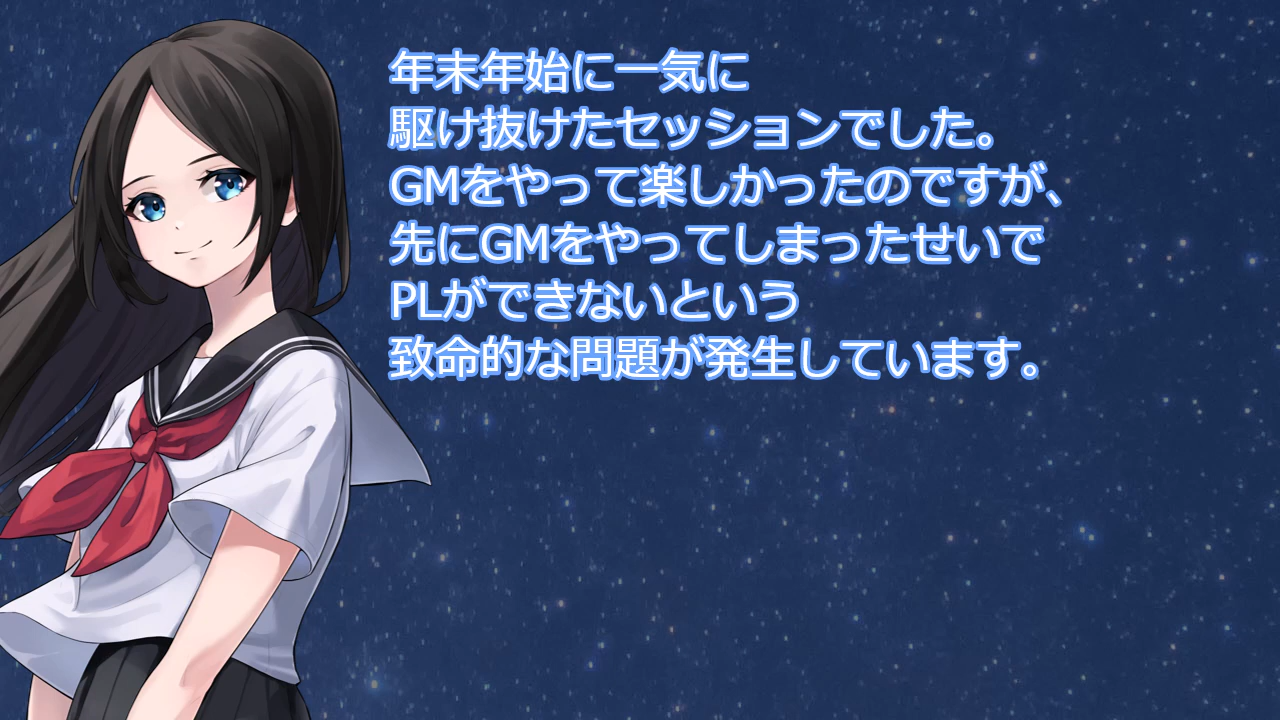 年末年始に一気に
駆け抜けたセッションでした。
GMをやって楽しかったのですが、
先にGMをやってしまったせいで
PLができないという
致命的な問題が発生しています。